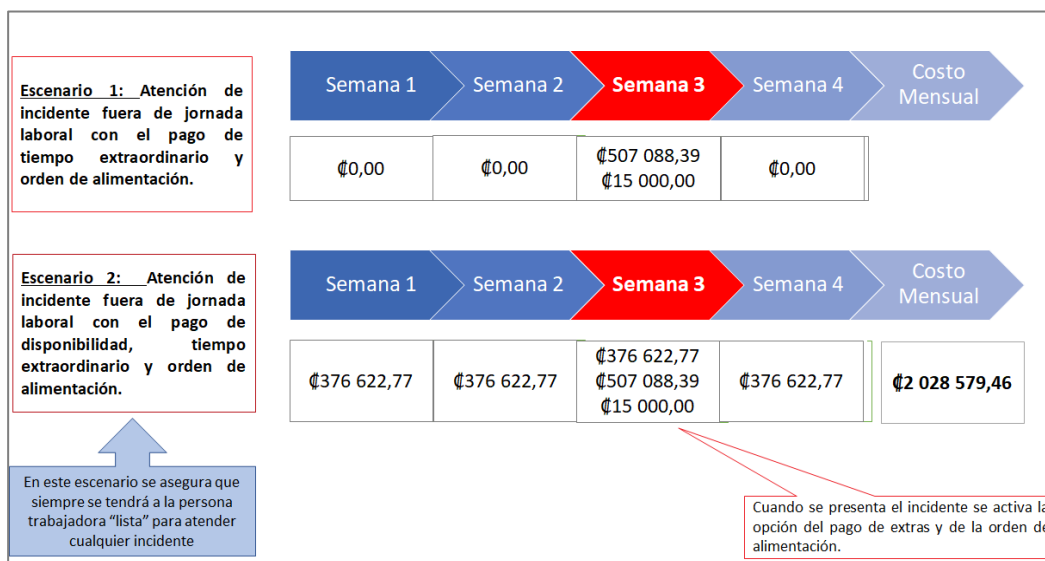 Escenario 1: Atención de
incidente fuera de jornada
laboral con el pago de
tiempo extraordinario y
orden de alimentación.
Semana 1
Semana 2
Semana 3
Semana 4
Costo
Mensual
₡0,00
₡0,00
₡507 088,39
₡15 000,00
₡0,00
Escenario 2: Atención de
incidente fuera de jornada
laboral con el pago de
disponibilidad, tiempo
extraordinario y orden de
alimentación.
Semana 1
Semana 2
Semana 3
Semana 4
Costo
Mensual
₡376 622,77
₡376 622,77
₡376 622,77
₡507 088,39
₡15 000,00
₡376 622,77
₡2 028 579,46
En este escenario se asegura que
siempre se tendrá a la persona
trabajadora “lista” para atender
cualquier incidente
Cuando se presenta el incidente se activa la
opción del pago de extras y de la orden de
alimentación.